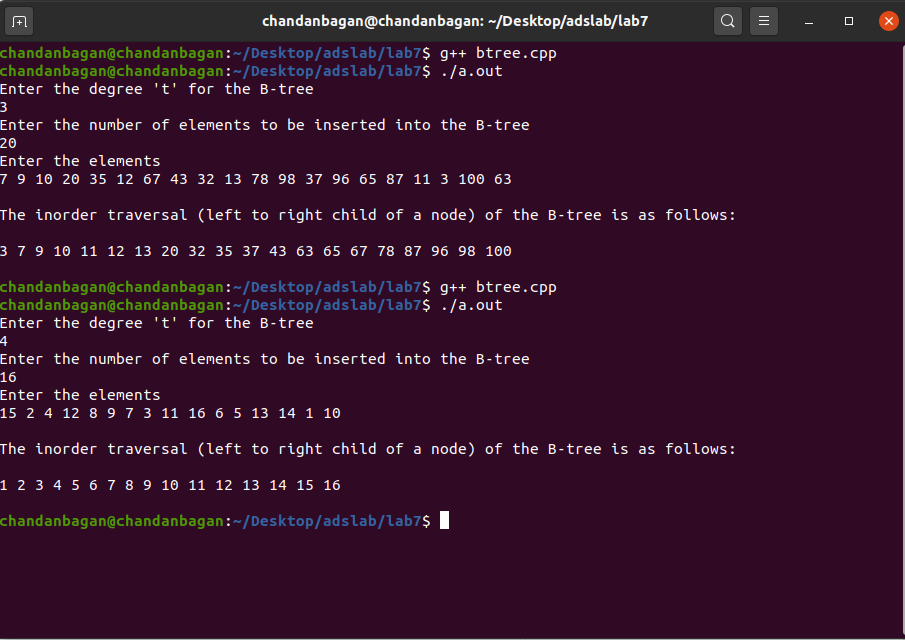 chandanbagan@chandanbagan: ~/Desktop/adslab/lab7
chandanbagan@chandanbagan:~/Desktop/adslab/lab7$ g++ btree.cpp
chandanbagan@chandanbagan:~/Desktop/adslab/lab7$ ./a.out
Enter the degree 't' for the B-tree
3
Enter the number of elements to be inserted into the B-tree
20
Enter the elements
7 9 10 20 35 12 67 43 32 13 78 98 37 96 65 87 11 3 100 63
The inorder traversal (left to right child of a node) of the B-tree is as follows:
3 7 9 10 11 12 13 20 32 35 37 43 63 65 67 78 87 96 98 100
chandanbagan@chandanbagan:~/Desktop/adslab/lab7$ g++ btree.cpp
chandanbagan@chandanbagan:~/Desktop/adslab/lab7$ ./a.out
Enter the degree 't' for the B-tree
4
Enter the number of elements to be inserted into the B-tree
16
Enter the elements
15 2 4 12 8 9 7 3 11 16 6 5 13 14 1 10
The inorder traversal (left to right child of a node) of the B-tree is as follows:
1 2 3 4 5 6 7 8 9 10 11 12 13 14 15 16
chandanbagan@chandanbagan:~/Desktop/adslab/lab7$